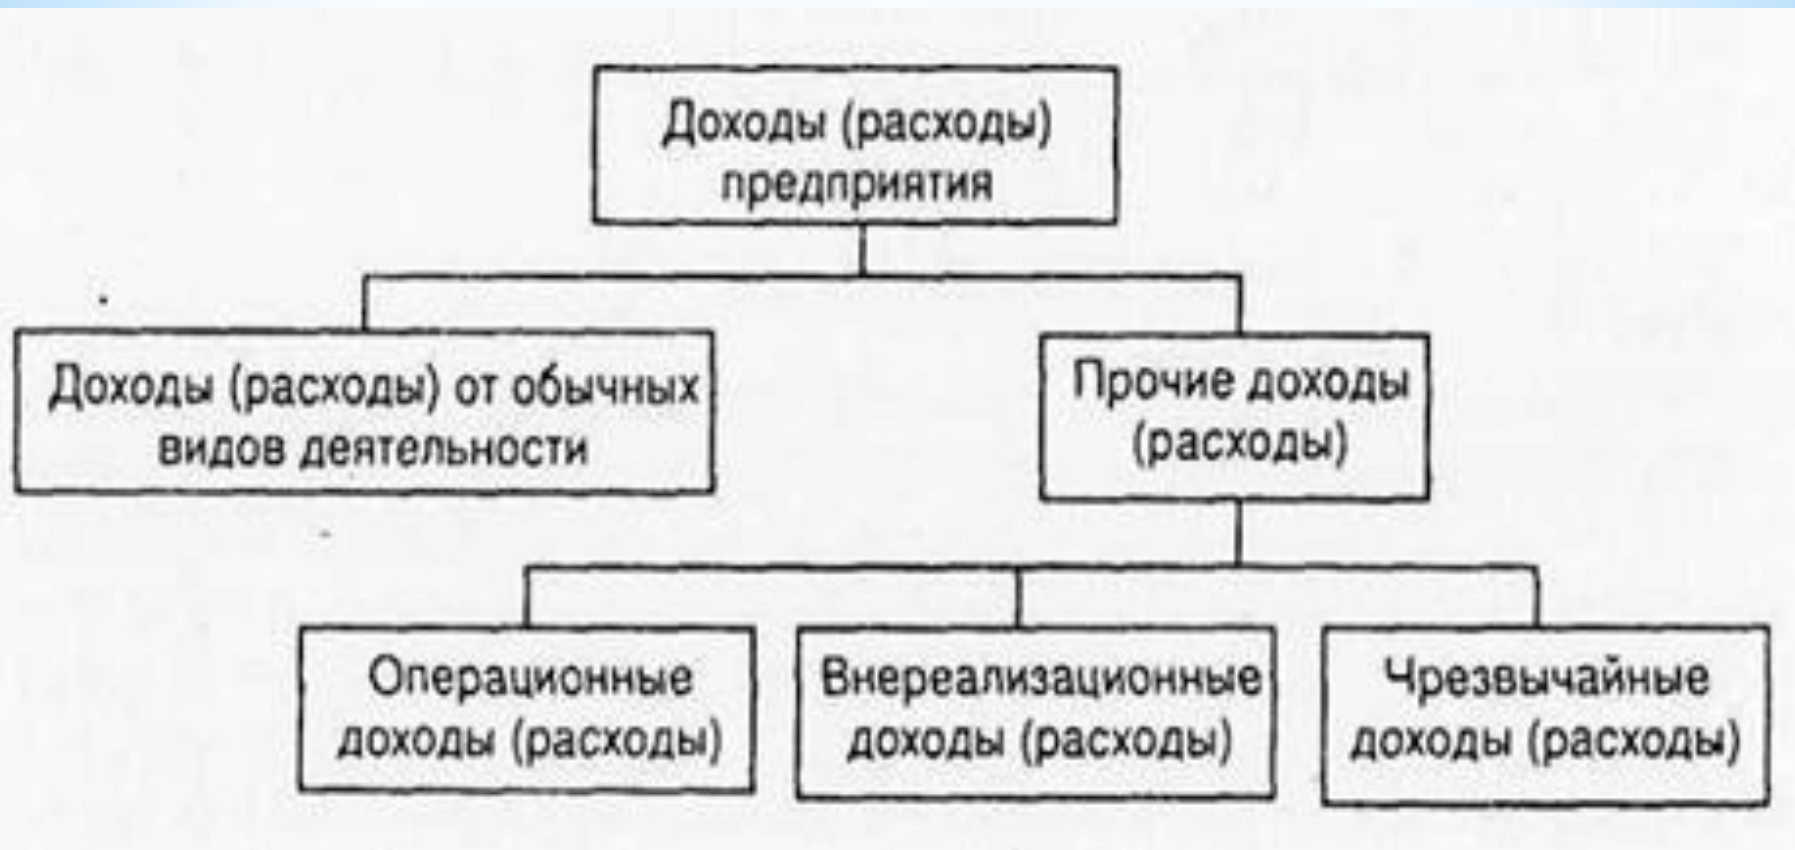 Доходы (расходы)
предприятия
Доходы (расходы) от обычных
видов деятельности
Прочие доходы
(расходы)
Операционные
доходы (расходы)
Внереализационные
доходы (расходы)
Чрезвычайные
доходы (расходы)